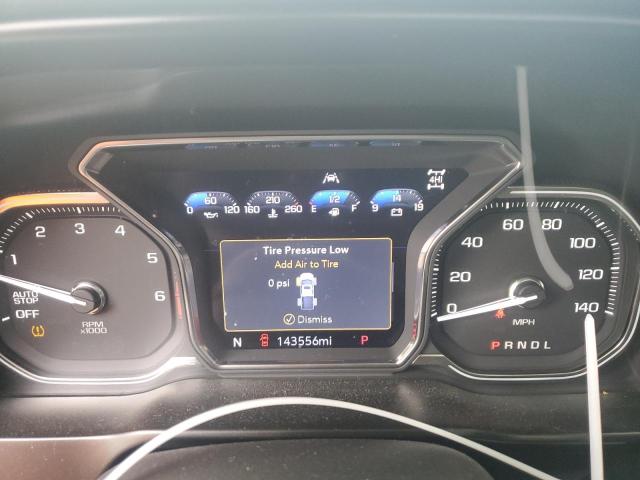 4HI
60
210
1/2
14
0 120 160 260 E F 9 19
Tire Pressure Low
Add Air to Tire
0 psi
Dismiss
N 143556mi P
1 2 3 4 5 6
AUTO STOP
OFF
RPM
x1000
0 20 40 60 80 100 120 140
MPH
P R N D L